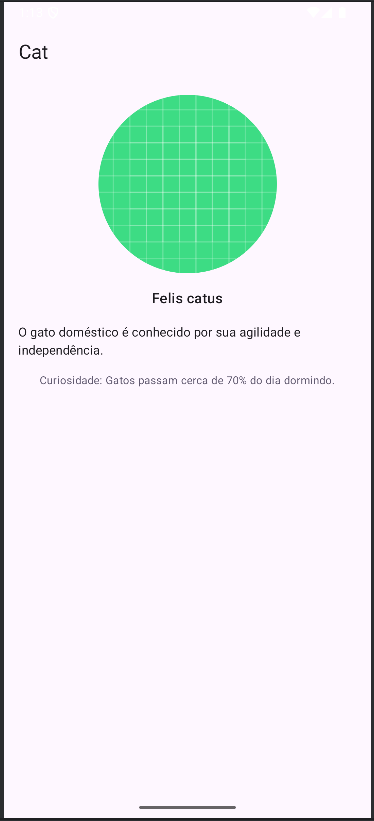 Cat
Felis catus
O gato doméstico é conhecido por sua agilidade e
independência.
Curiosidade: Gatos passam cerca de 70% do dia dormindo.